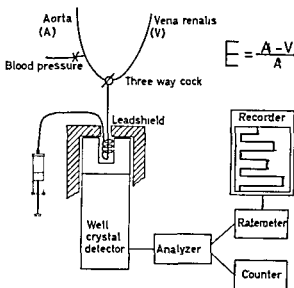 Aorta
(A)
Vena renalis
(V)
Blood pressure
Three way cock
E = A - V
A
Leadshield
Recorder
Well
crystal
detector
Analyzer
Ratemeter
Counter